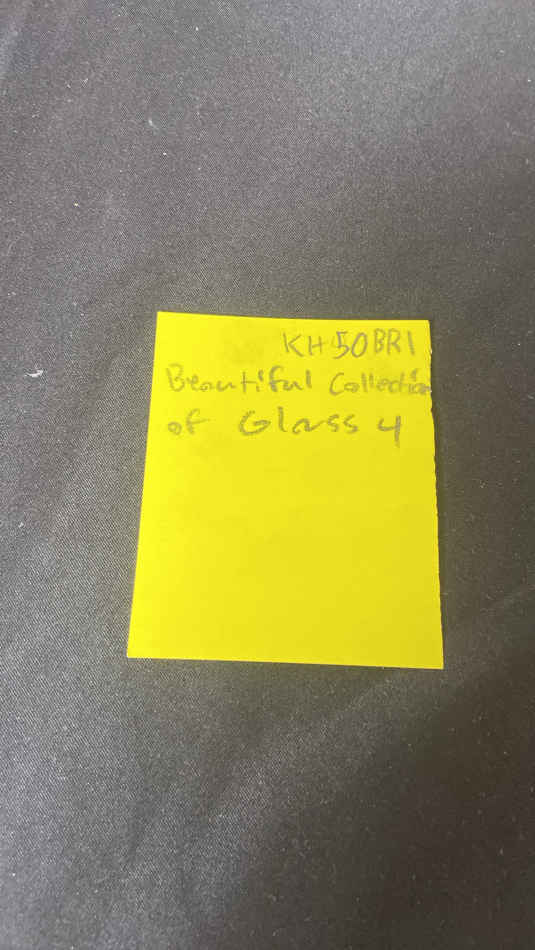 KH50BR1
Beautiful Collection
of Glass 4